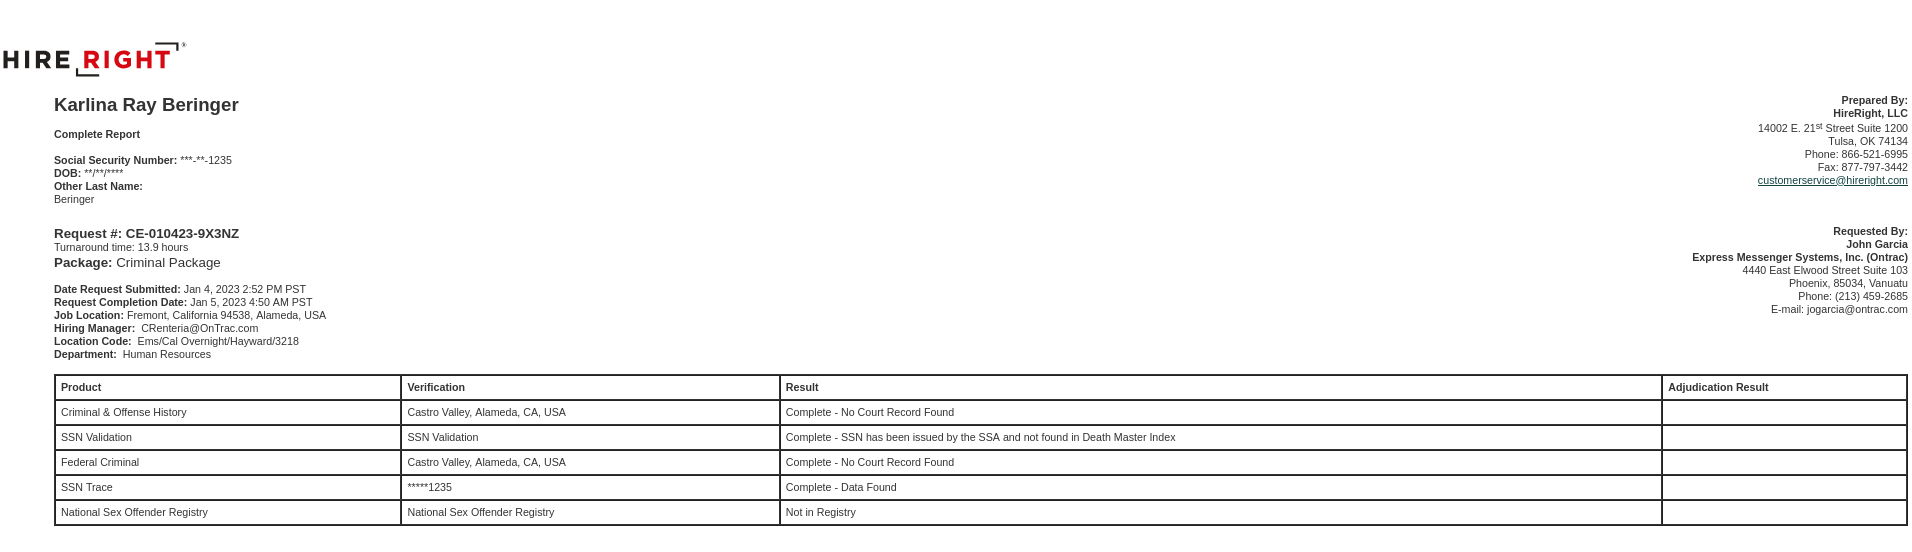 HIRE RIGHT®
Karlina Ray Beringer
Complete Report
Social Security Number: ***-**-1235
DOB: **/**/****
Other Last Name:
Beringer
Prepared By:
HireRight, LLC
14002 E. 21st Street Suite 1200
Tulsa, OK 74134
Phone: 866-521-6995
Fax: 877-797-3442
customerservice@hireright.com
Request #: CE-010423-9X3NZ
Turnaround time: 13.9 hours
Package: Criminal Package
Date Request Submitted: Jan 4, 2023 2:52 PM PST
Request Completion Date: Jan 5, 2023 4:50 AM PST
Job Location: Fremont, California 94538, Alameda, USA
Hiring Manager: CRenteria@OnTrac.com
Location Code: Ems/Cal Overnight/Hayward/3218
Department: Human Resources
Requested By:
John Garcia
Express Messenger Systems, Inc. (Ontrac)
4440 East Elwood Street Suite 103
Phoenix, 85034, Vanuatu
Phone: (213) 459-2685
E-mail: jogarcia@ontrac.com
Product Verification Result Adjudication Result
Criminal & Offense History Castro Valley, Alameda, CA, USA Complete - No Court Record Found
SSN Validation SSN Validation Complete - SSN has been issued by the SSA and not found in Death Master Index
Federal Criminal Castro Valley, Alameda, CA, USA Complete - No Court Record Found
SSN Trace *****1235 Complete - Data Found
National Sex Offender Registry National Sex Offender Registry Not in Registry